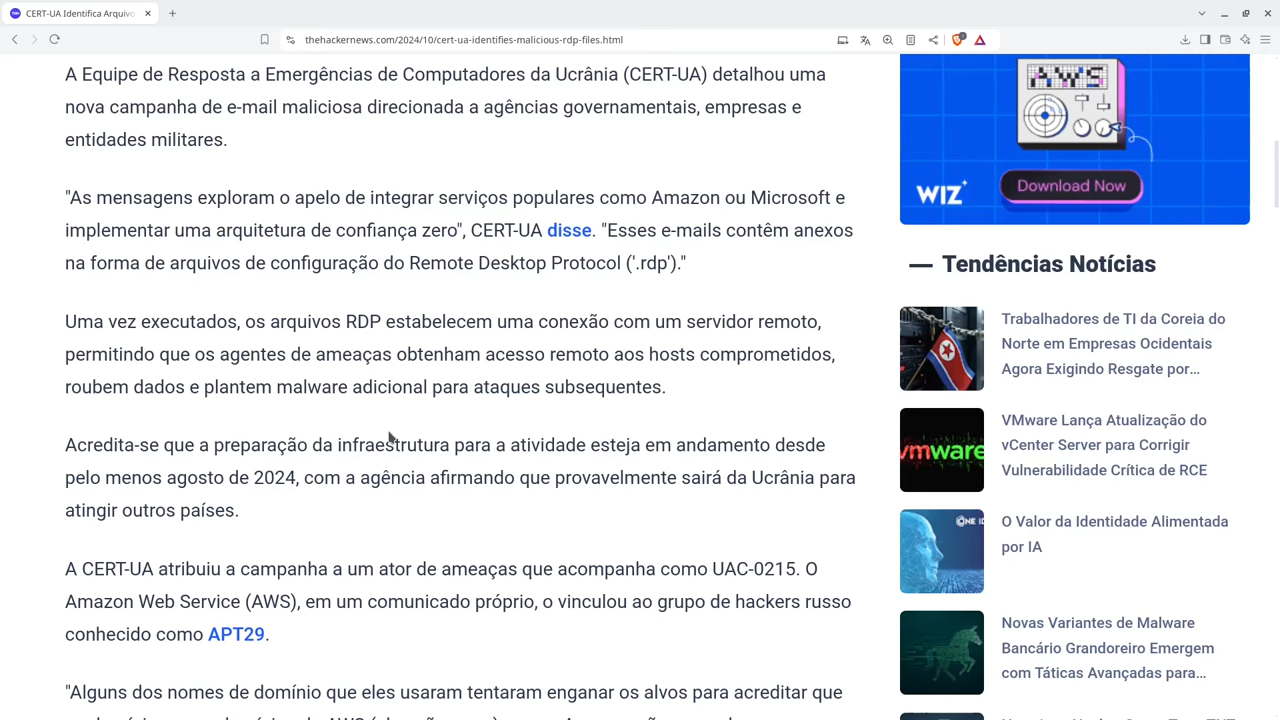 CERT-UA Identifica Arquivo
thehackernews.com/2024/10/cert-ua-identifies-malicious-rdp-files.html
A Equipe de Resposta a Emergências de Computadores da Ucrânia (CERT-UA) detalhou uma
nova campanha de e-mail maliciosa direcionada a agências governamentais, empresas e
entidades militares.
"As mensagens exploram o apelo de integrar serviços populares como Amazon ou Microsoft e
implementar uma arquitetura de confiança zero", CERT-UA disse. "Esses e-mails contêm anexos
na forma de arquivos de configuração do Remote Desktop Protocol ('.rdp')."
Uma vez executados, os arquivos RDP estabelecem uma conexão com um servidor remoto,
permitindo que os agentes de ameaças obtenham acesso remoto aos hosts comprometidos,
roubem dados e plantem malware adicional para ataques subsequentes.
Acredita-se que a preparação da infraestrutura para a atividade esteja em andamento desde
pelo menos agosto de 2024, com a agência afirmando que provavelmente sairá da Ucrânia para
atingir outros países.
A CERT-UA atribuiu a campanha a um ator de ameaças que acompanha como UAC-0215. O
Amazon Web Service (AWS), em um comunicado próprio, o vinculou ao grupo de hackers russo
conhecido como APT29.
"Alguns dos nomes de domínio que eles usaram tentaram enganar os alvos para acreditar que
AWS
WIZ
Download Now
Tendências Notícias
Trabalhadores de TI da Coreia do
Norte em Empresas Ocidentais
Agora Exigindo Resgate por...
vmware
VMware Lança Atualização do
vCenter Server para Corrigir
Vulnerabilidade Crítica de RCE
ONE ID
O Valor da Identidade Alimentada
por IA
Novas Variantes de Malware
Bancário Grandoreiro Emergem
com Táticas Avançadas para...